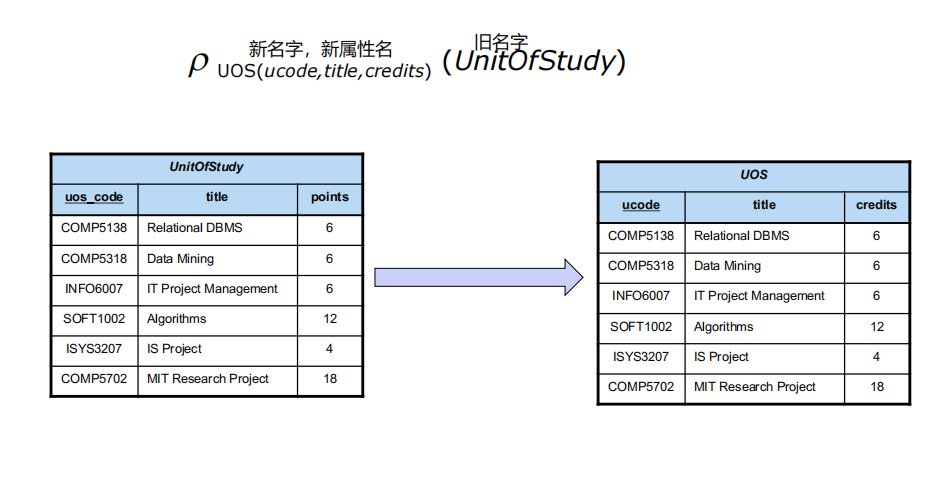 新名字，新属性名
旧名字
ρ UOS(ucode,title,credits) (UnitOfStudy)
UnitOfStudy
uos_code title points
COMP5138 Relational DBMS 6
COMP5318 Data Mining 6
INFO6007 IT Project Management 6
SOFT1002 Algorithms 12
ISYS3207 IS Project 4
COMP5702 MIT Research Project 18
UOS
ucode title credits
COMP5138 Relational DBMS 6
COMP5318 Data Mining 6
INFO6007 IT Project Management 6
SOFT1002 Algorithms 12
ISYS3207 IS Project 4
COMP5702 MIT Research Project 18